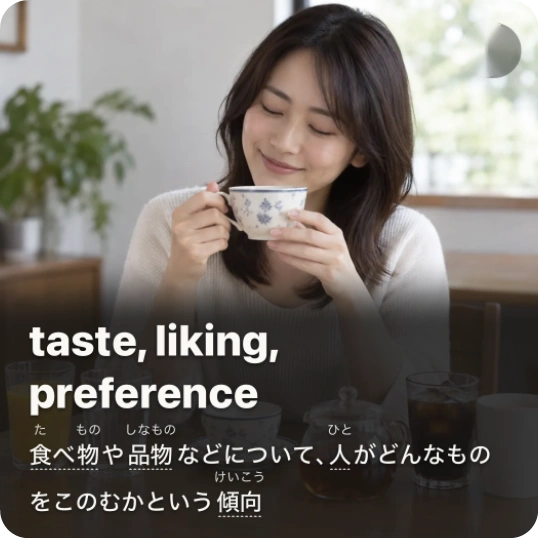 taste, liking,
preference
た もの しなもの ひと
食べ物や品物などについて、人がどんなもの
けいこう
をこのむかという傾向